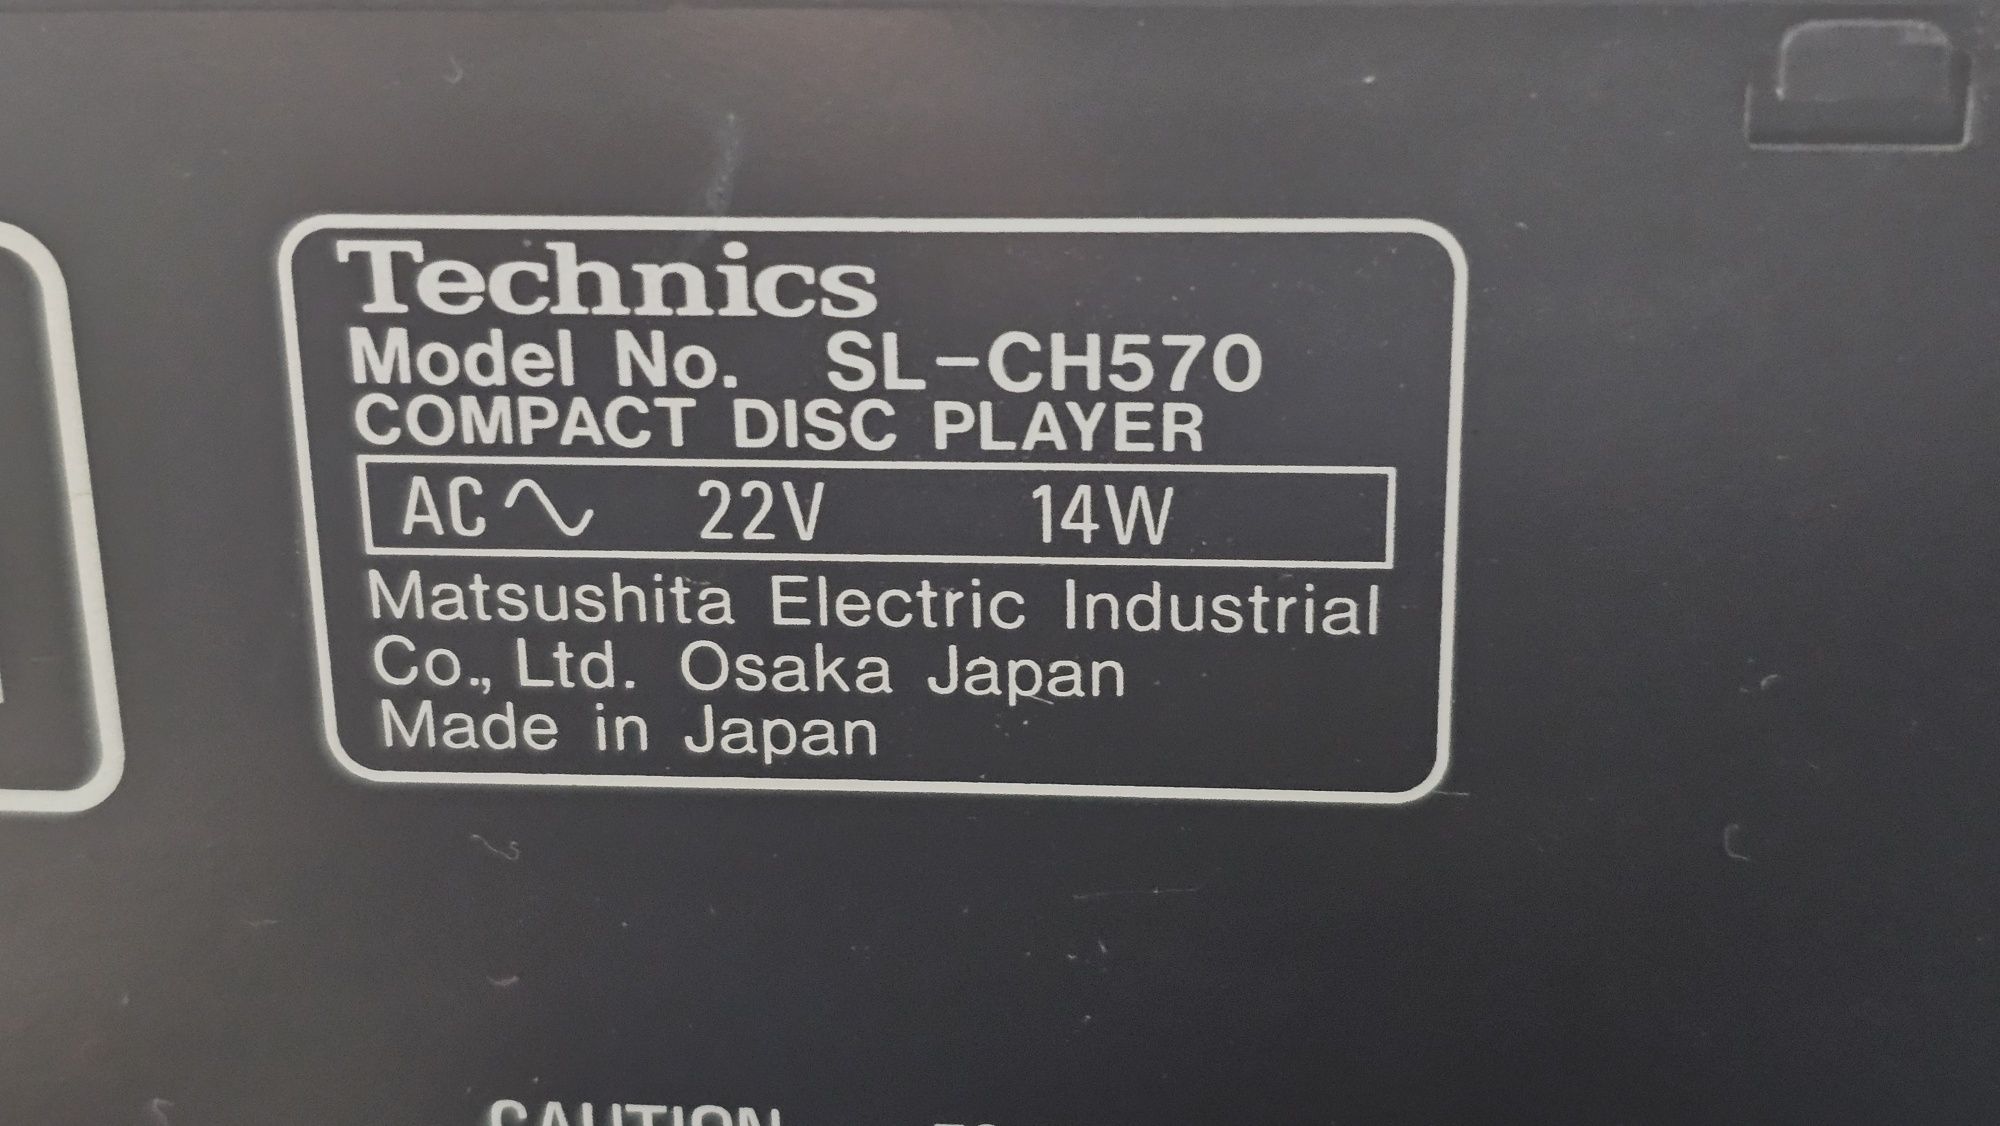 Technics
Model No. SL-CH570
COMPACT DISC PLAYER
AC 22V 14W
Matsushita Electric Industrial
Co., Ltd. Osaka Japan
Made in Japan
CAUTION